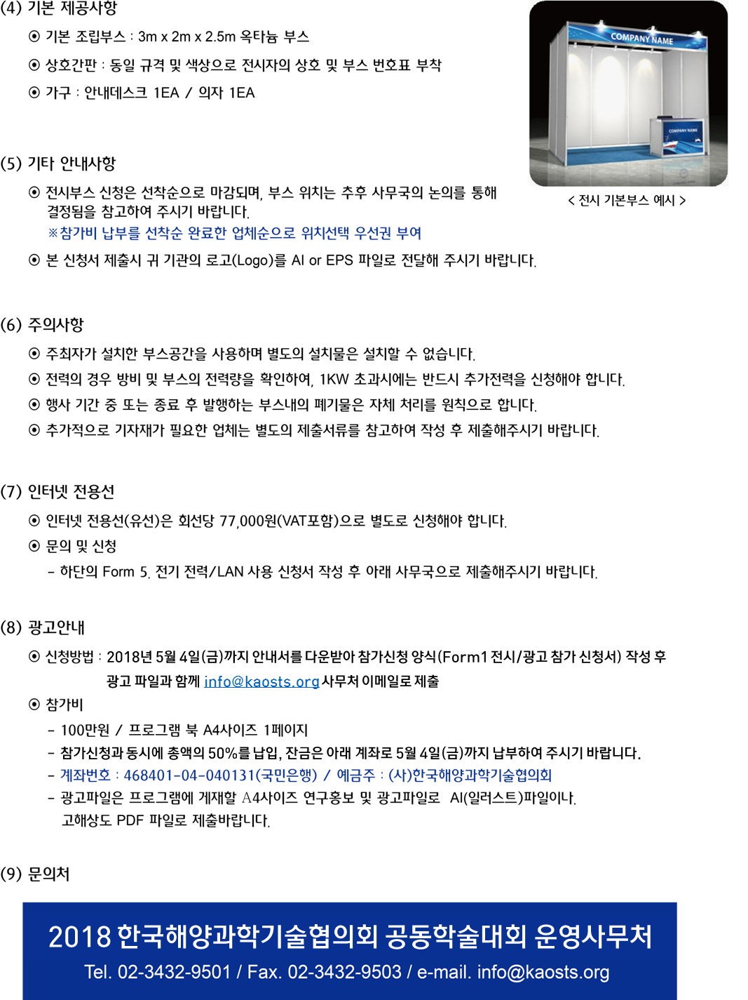 (4) 기본 제공사항
⊙ 기본 조립부스 : 3m x 2m x 2.5m 옥타늄 부스
⊙ 상호간판 : 동일 규격 및 색상으로 전시자의 상호 및 부스 번호표 부착
⊙ 가구 : 안내데스크 1EA / 의자 1EA
COMPANY NAME
COMPANY NAME
< 전시 기본부스 예시 >
(5) 기타 안내사항
⊙ 전시부스 신청은 선착순으로 마감되며, 부스 위치는 추후 사무국의 논의를 통해
결정됨을 참고하여 주시기 바랍니다.
※참가비 납부를 선착순 완료한 업체순으로 위치선택 우선권 부여
⊙ 본 신청서 제출시 귀 기관의 로고(Logo)를 AI or EPS 파일로 전달해 주시기 바랍니다.
(6) 주의사항
⊙ 주최자가 설치한 부스공간을 사용하며 별도의 설치물은 설치할 수 없습니다.
⊙ 전력의 경우 방비 및 부스의 전력량을 확인하여, 1KW 초과시에는 반드시 추가전력을 신청해야 합니다.
⊙ 행사 기간 중 또는 종료 후 발행하는 부스내의 폐기물은 자체 처리를 원칙으로 합니다.
⊙ 추가적으로 기자재가 필요한 업체는 별도의 제출서류를 참고하여 작성 후 제출해주시기 바랍니다.
(7) 인터넷 전용선
⊙ 인터넷 전용선(유선)은 회선당 77,000원(VAT포함)으로 별도로 신청해야 합니다.
⊙ 문의 및 신청
- 하단의 Form 5. 전기 전력/LAN 사용 신청서 작성 후 아래 사무국으로 제출해주시기 바랍니다.
(8) 광고안내
⊙ 신청방법 : 2018년 5월 4일(금)까지 안내서를 다운받아 참가신청 양식(Form1 전시/광고 참가 신청서) 작성 후
광고 파일과 함께 info@kaosts.org 사무처 이메일로 제출
⊙ 참가비
- 100만원 / 프로그램 북 A4사이즈 1페이지
- 참가신청과 동시에 총액의 50%를 납입, 잔금은 아래 계좌로 5월 4일(금)까지 납부하여 주시기 바랍니다.
- 계좌번호 : 468401-04-040131(국민은행) / 예금주 : (사)한국해양과학기술협의회
- 광고파일은 프로그램에 게재할 A4사이즈 연구홍보 및 광고파일로 AI(일러스트)파일이나.
고해상도 PDF 파일로 제출바랍니다.
(9) 문의처
2018 한국해양과학기술협의회 공동학술대회 운영사무처
Tel. 02-3432-9501 / Fax. 02-3432-9503 / e-mail. info@kaosts.org